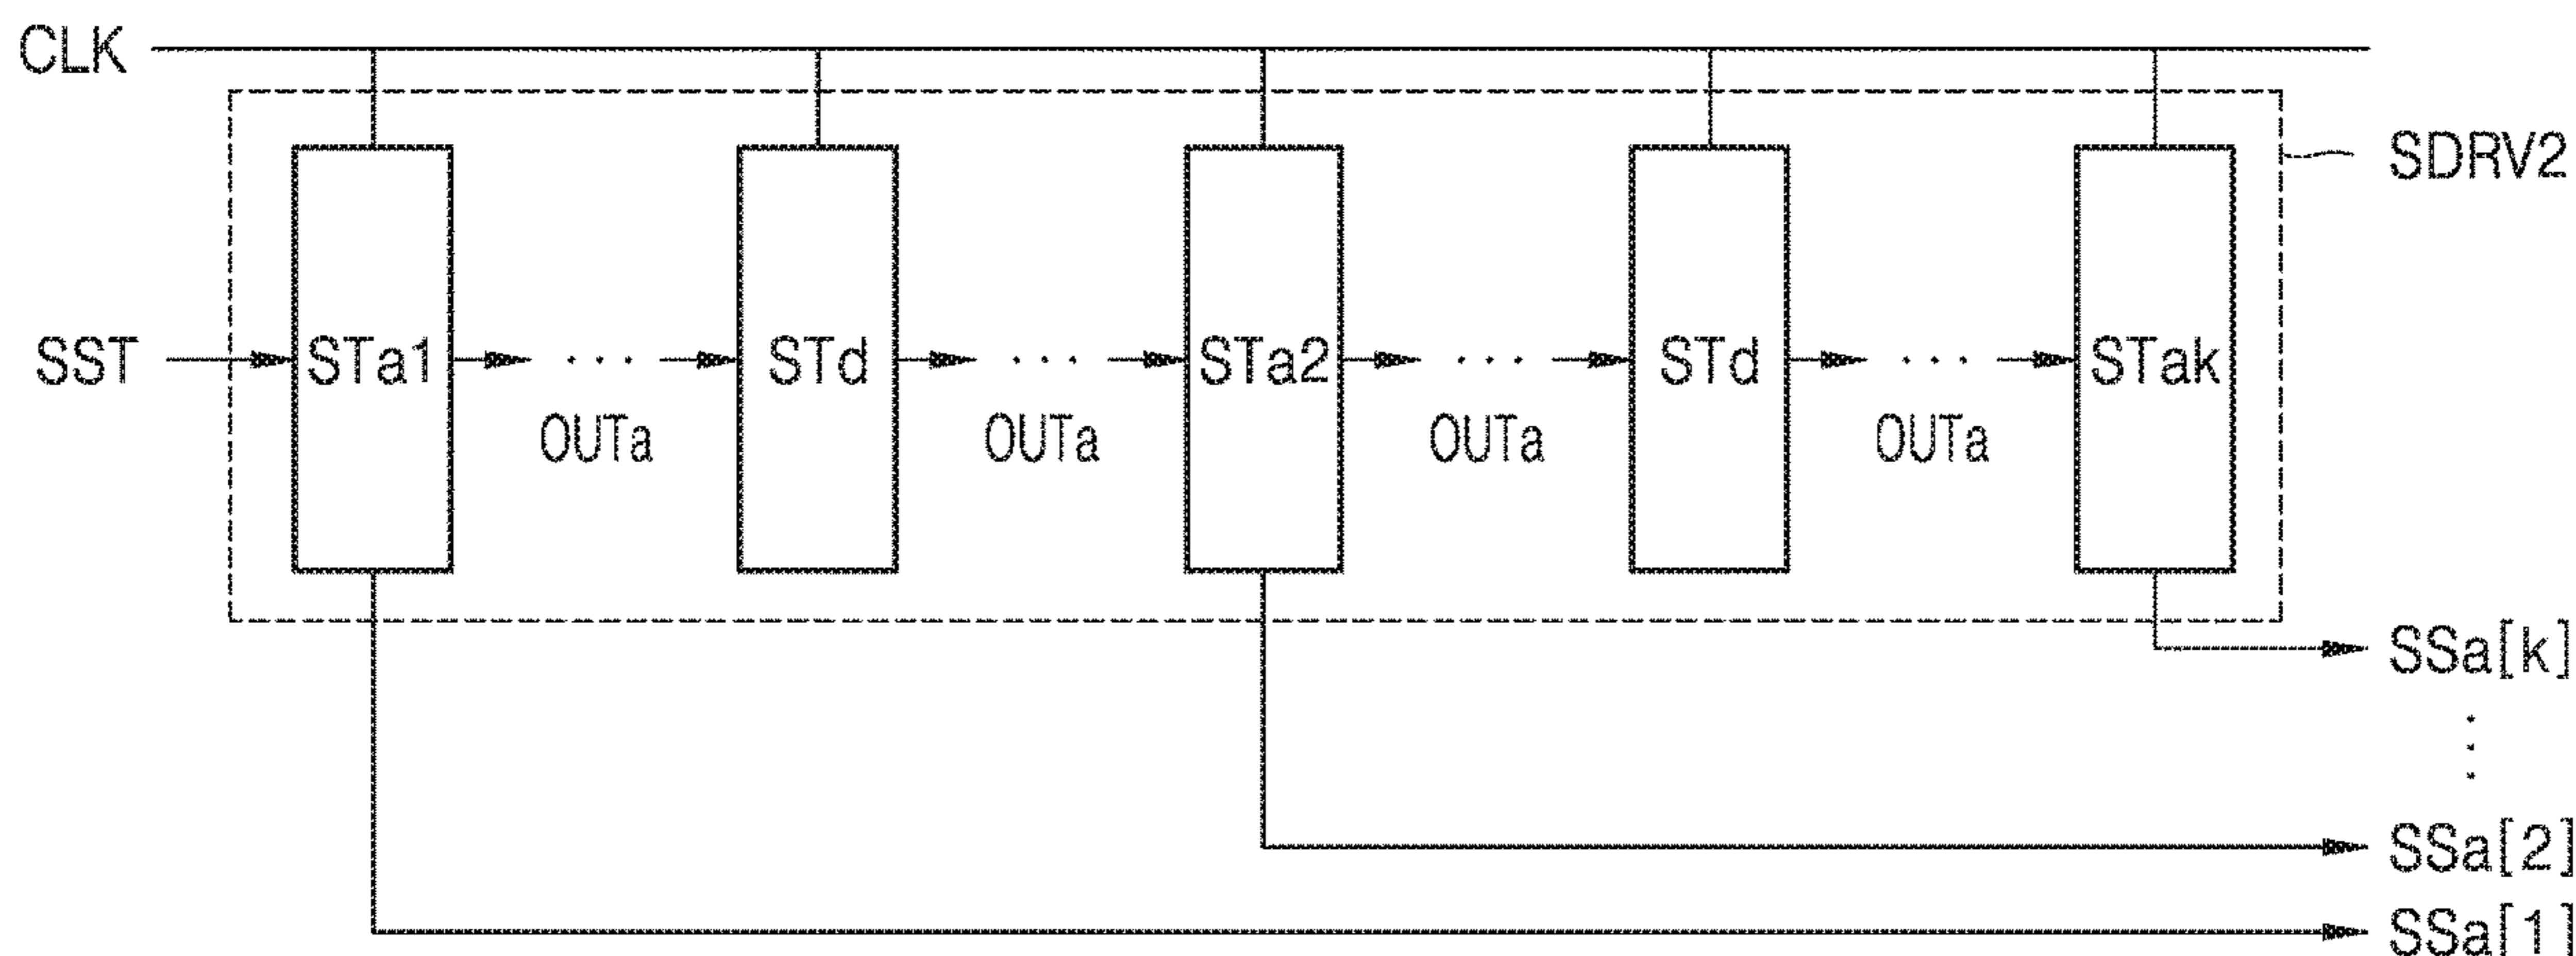 CLK
SDRV2
SST
STa1
. . .
STd
. . .
STa2
. . .
STd
. . .
STak
OUTa
OUTa
OUTa
OUTa
SSa[k]
SSa[2]
SSa[1]